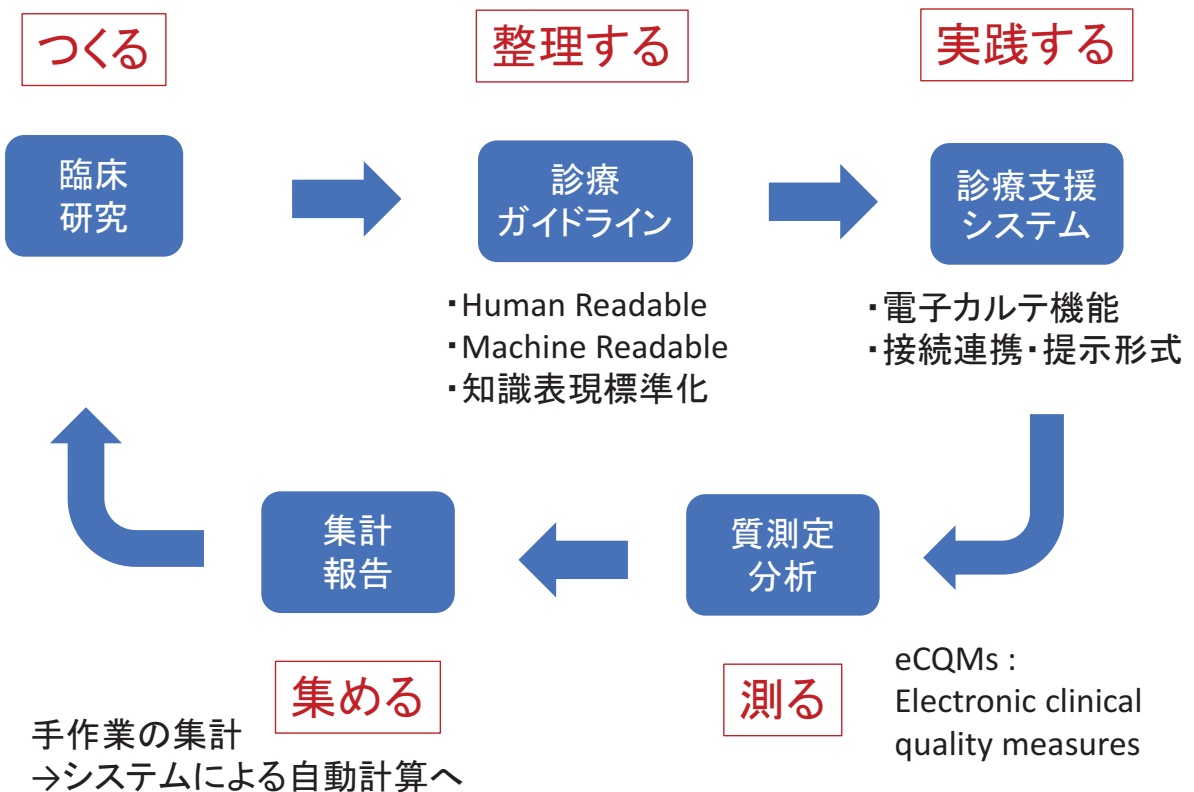 つくる
整理する
実践する
臨床
研究
診療
ガイドライン
診療支援
システム
・Human Readable
・Machine Readable
・知識表現標準化
・電子カルテ機能
・接続連携・提示形式
集計
報告
質測定
分析
集める
測る
eCQMs :
Electronic clinical
quality measures
手作業の集計
→システムによる自動計算へ